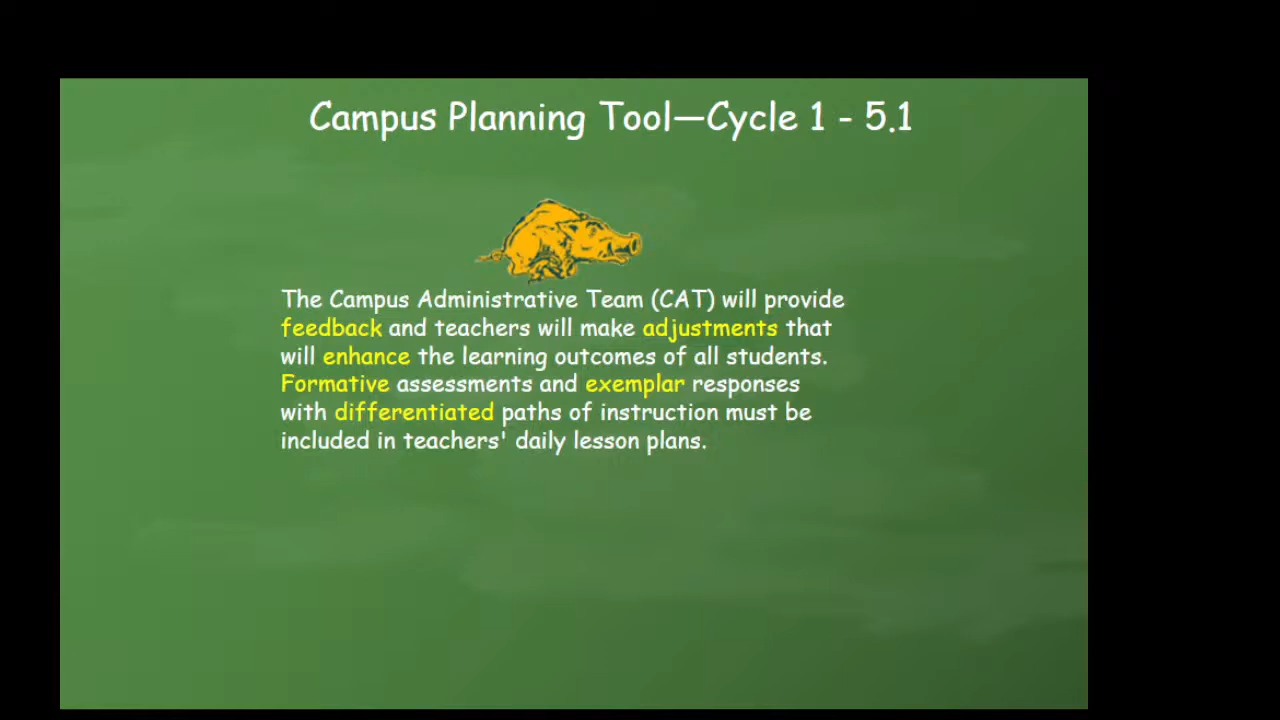 Campus Planning Tool—Cycle 1 - 5.1
The Campus Administrative Team (CAT) will provide
feedback and teachers will make adjustments that
will enhance the learning outcomes of all students.
Formative assessments and exemplar responses
with differentiated paths of instruction must be
included in teachers' daily lesson plans.